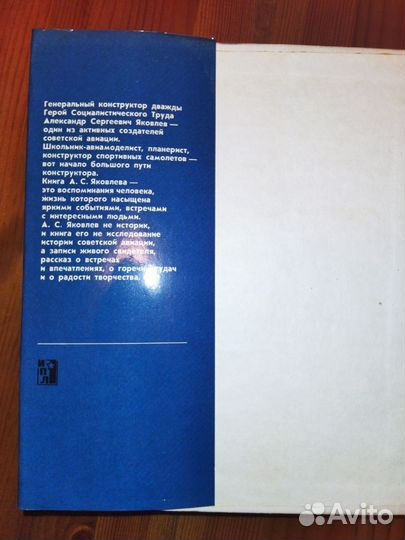 Генеральный конструктор дважды
Герой Социалистического Труда
Александр Сергеевич Яковлев —
один из активных создателей
советской авиации.
Школьник-авиамоделист, планерист,
конструктор спортивных самолетов —
вот начало большого пути
конструктора.
Книга А. С. Яковлева —
это воспоминания человека,
жизнь которого насыщена
яркими событиями, встречами
с интересными людьми.
А. С. Яковлев не историк,
и книга его не исследование
истории советской авиации,
а записи живого свидетеля,
рассказ о встречах
и впечатлениях, о горечи неудач
и о радости творчества.
ИПЛ
Avito